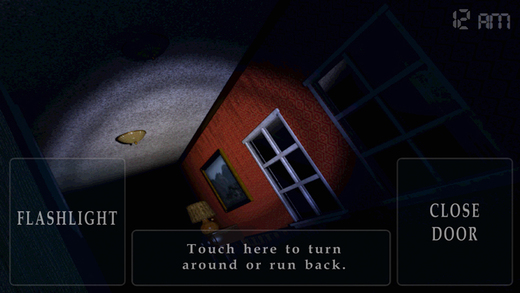 12 AM
FLASHLIGHT
CLOSE
DOOR
Touch here to turn
around or run back.